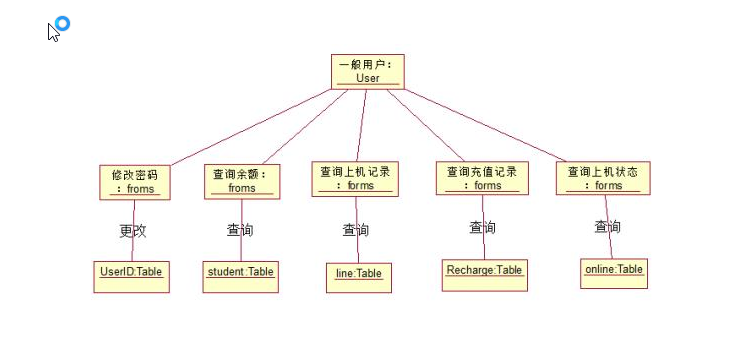 一般用户：
User
修改密码
：froms
查询余额：
froms
查询上机记录
：forms
查询充值记录
：forms
查询上机状态
：forms
更改
查询
查询
查询
查询
UserID:Table
student:Table
line:Table
Recharge:Table
online:Table